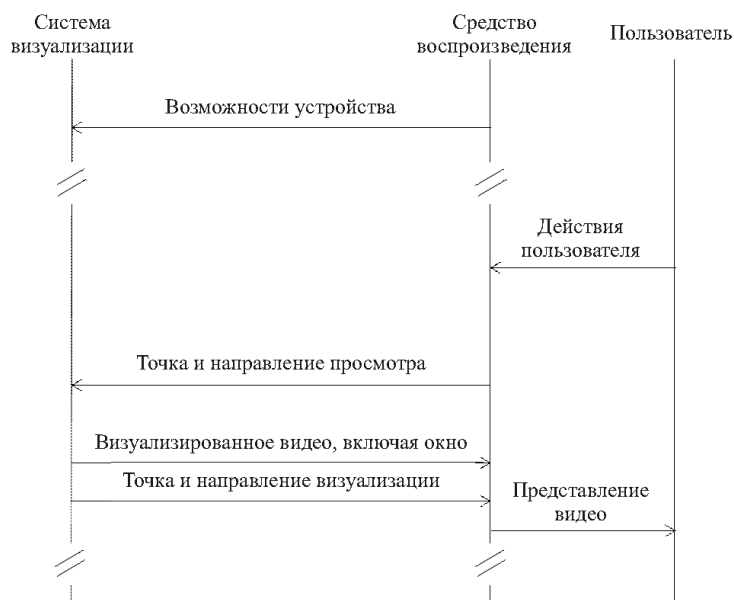 Система
визуализации
Средство
воспроизведения
Пользователь
Возможности устройства
Действия
пользователя
Точка и направление просмотра
Визуализированное видео, включая окно
Точка и направление визуализации
Представление
видео